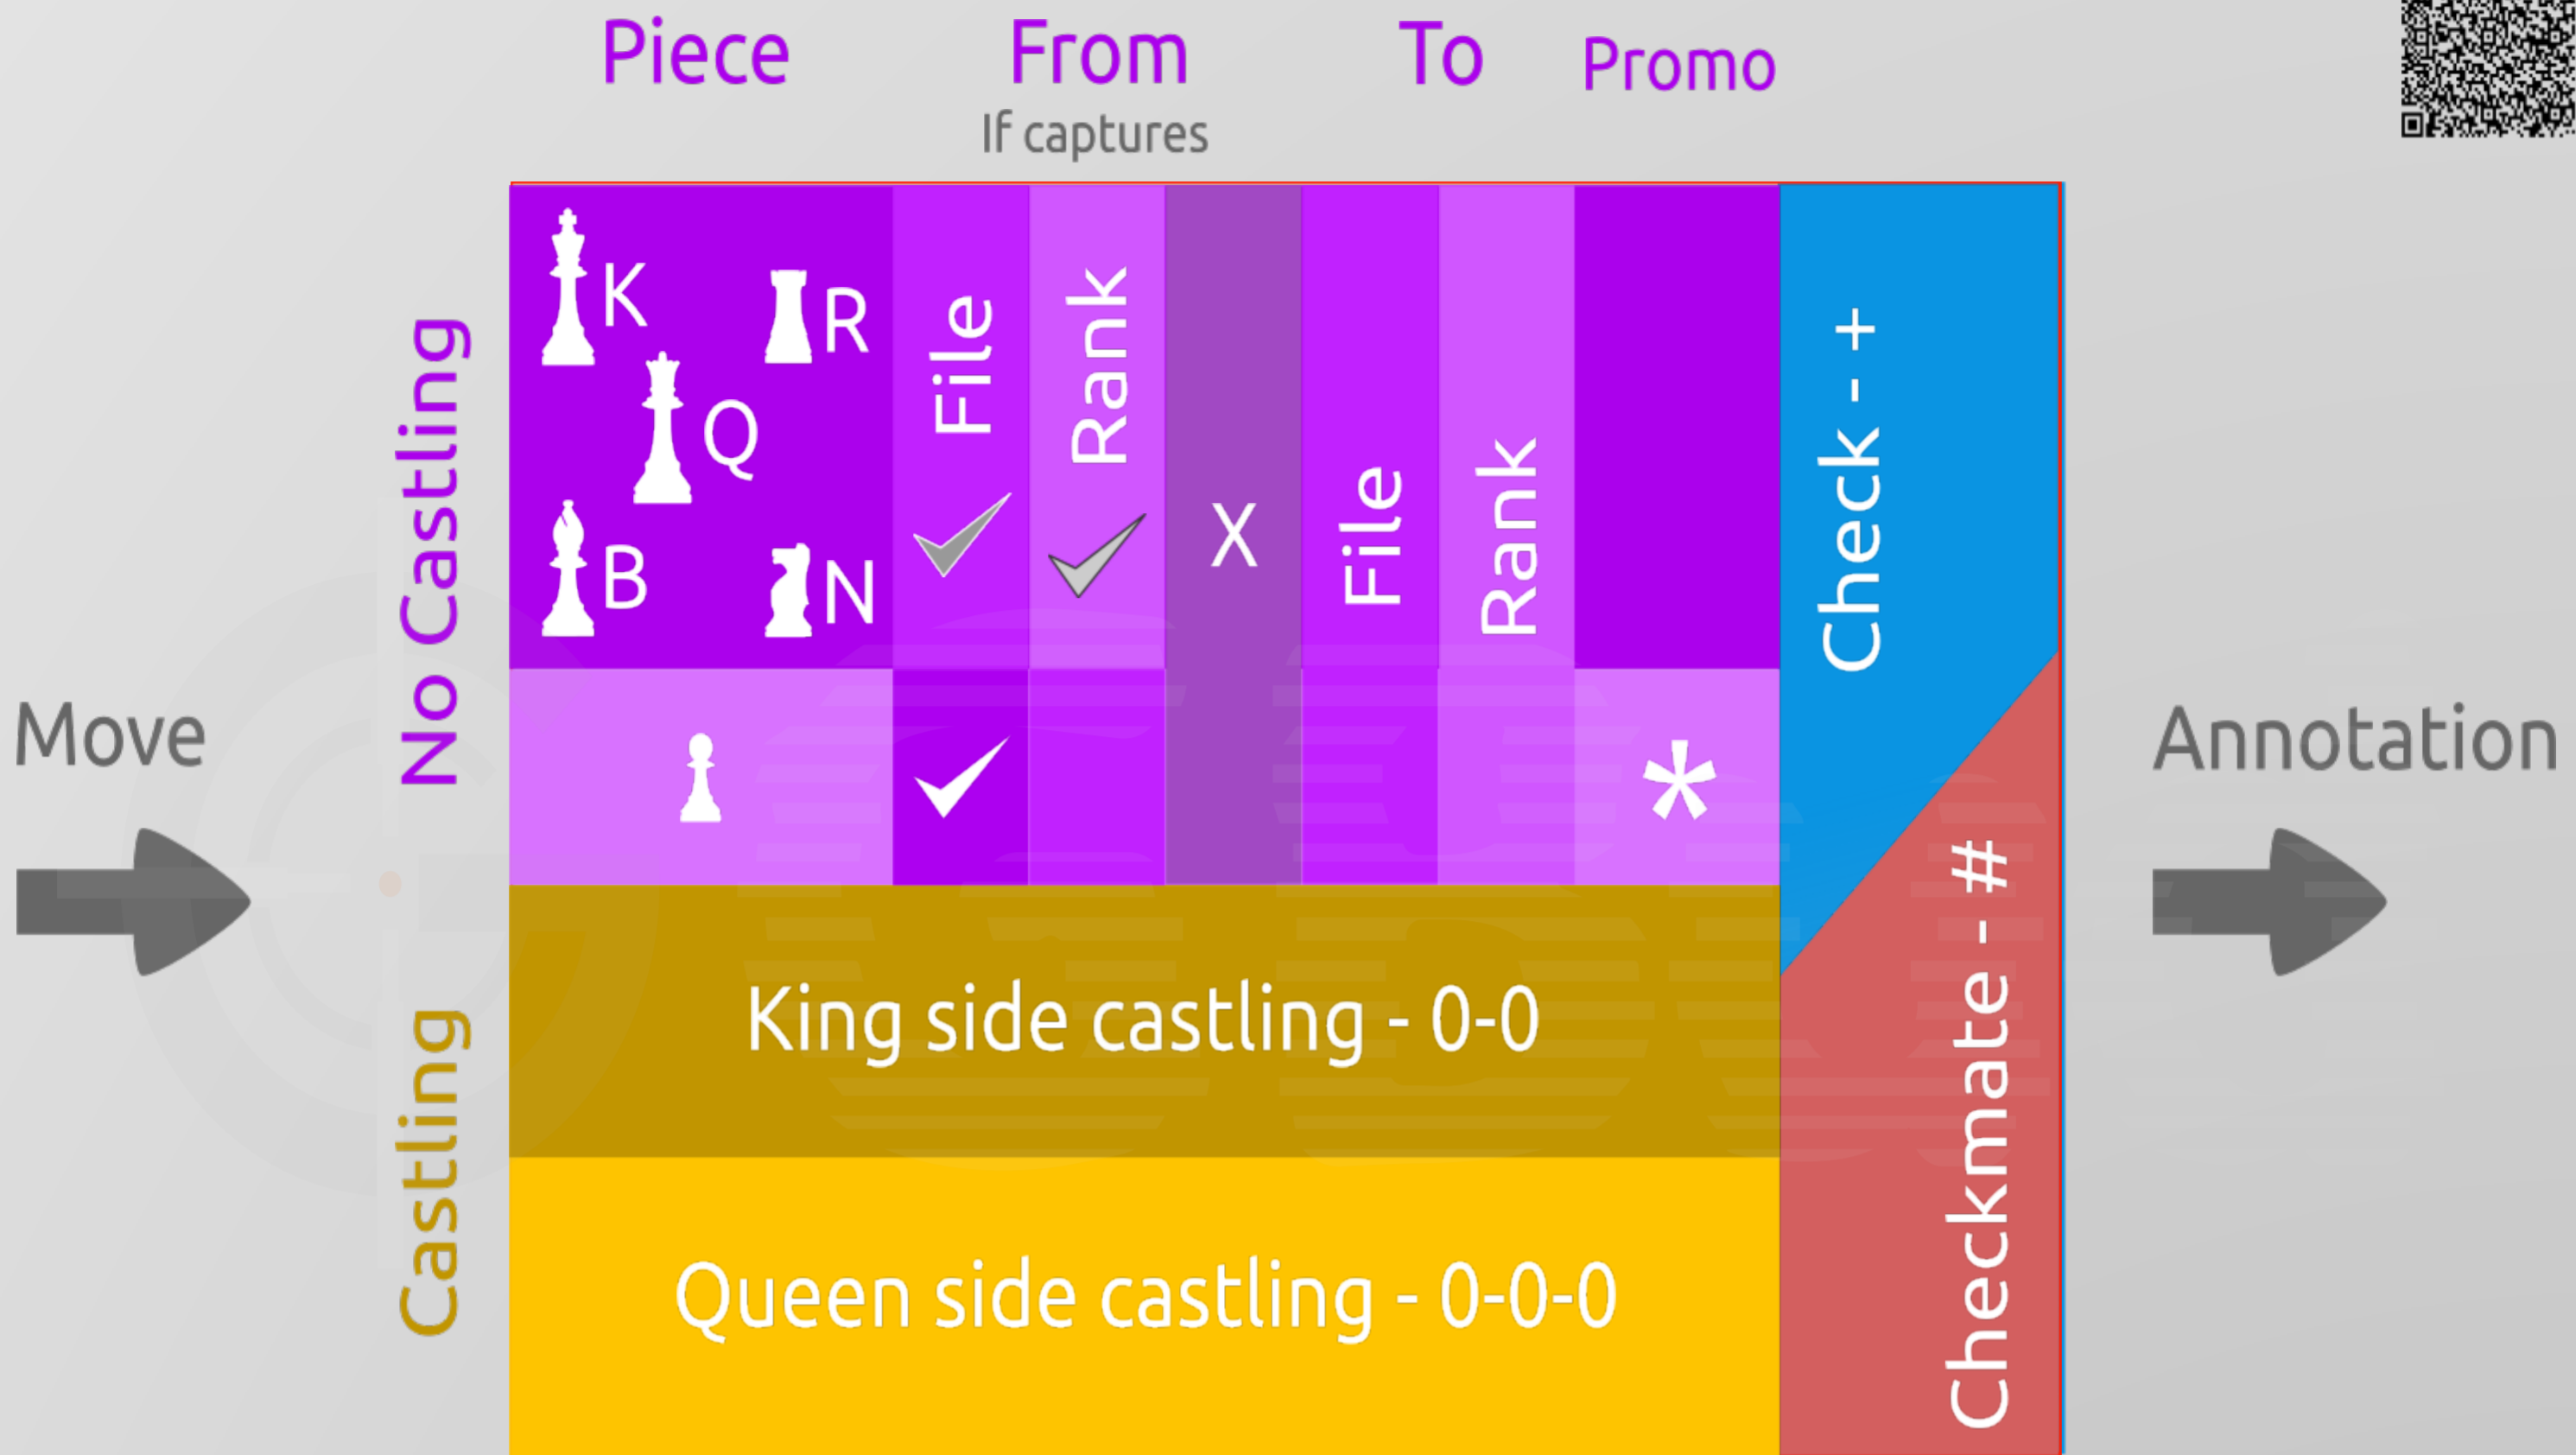 Piece
From
To
Promo
If captures
No Castling
K
R
Q
B
N
File
Rank
X
File
Rank
*
Check - +
Checkmate - #
Move
Annotation
Castling
King side castling - 0-0
Queen side castling - 0-0-0